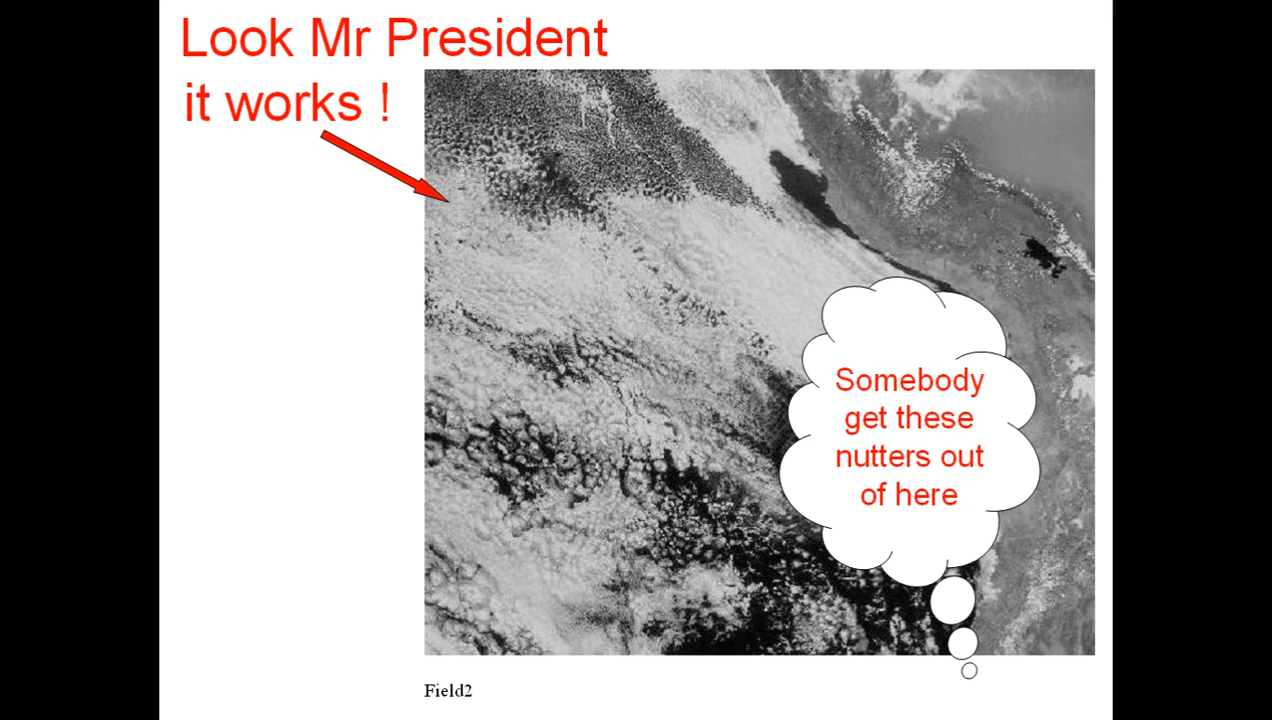 Look Mr President
it works !
Somebody
get these
nutters out
of here
Field2